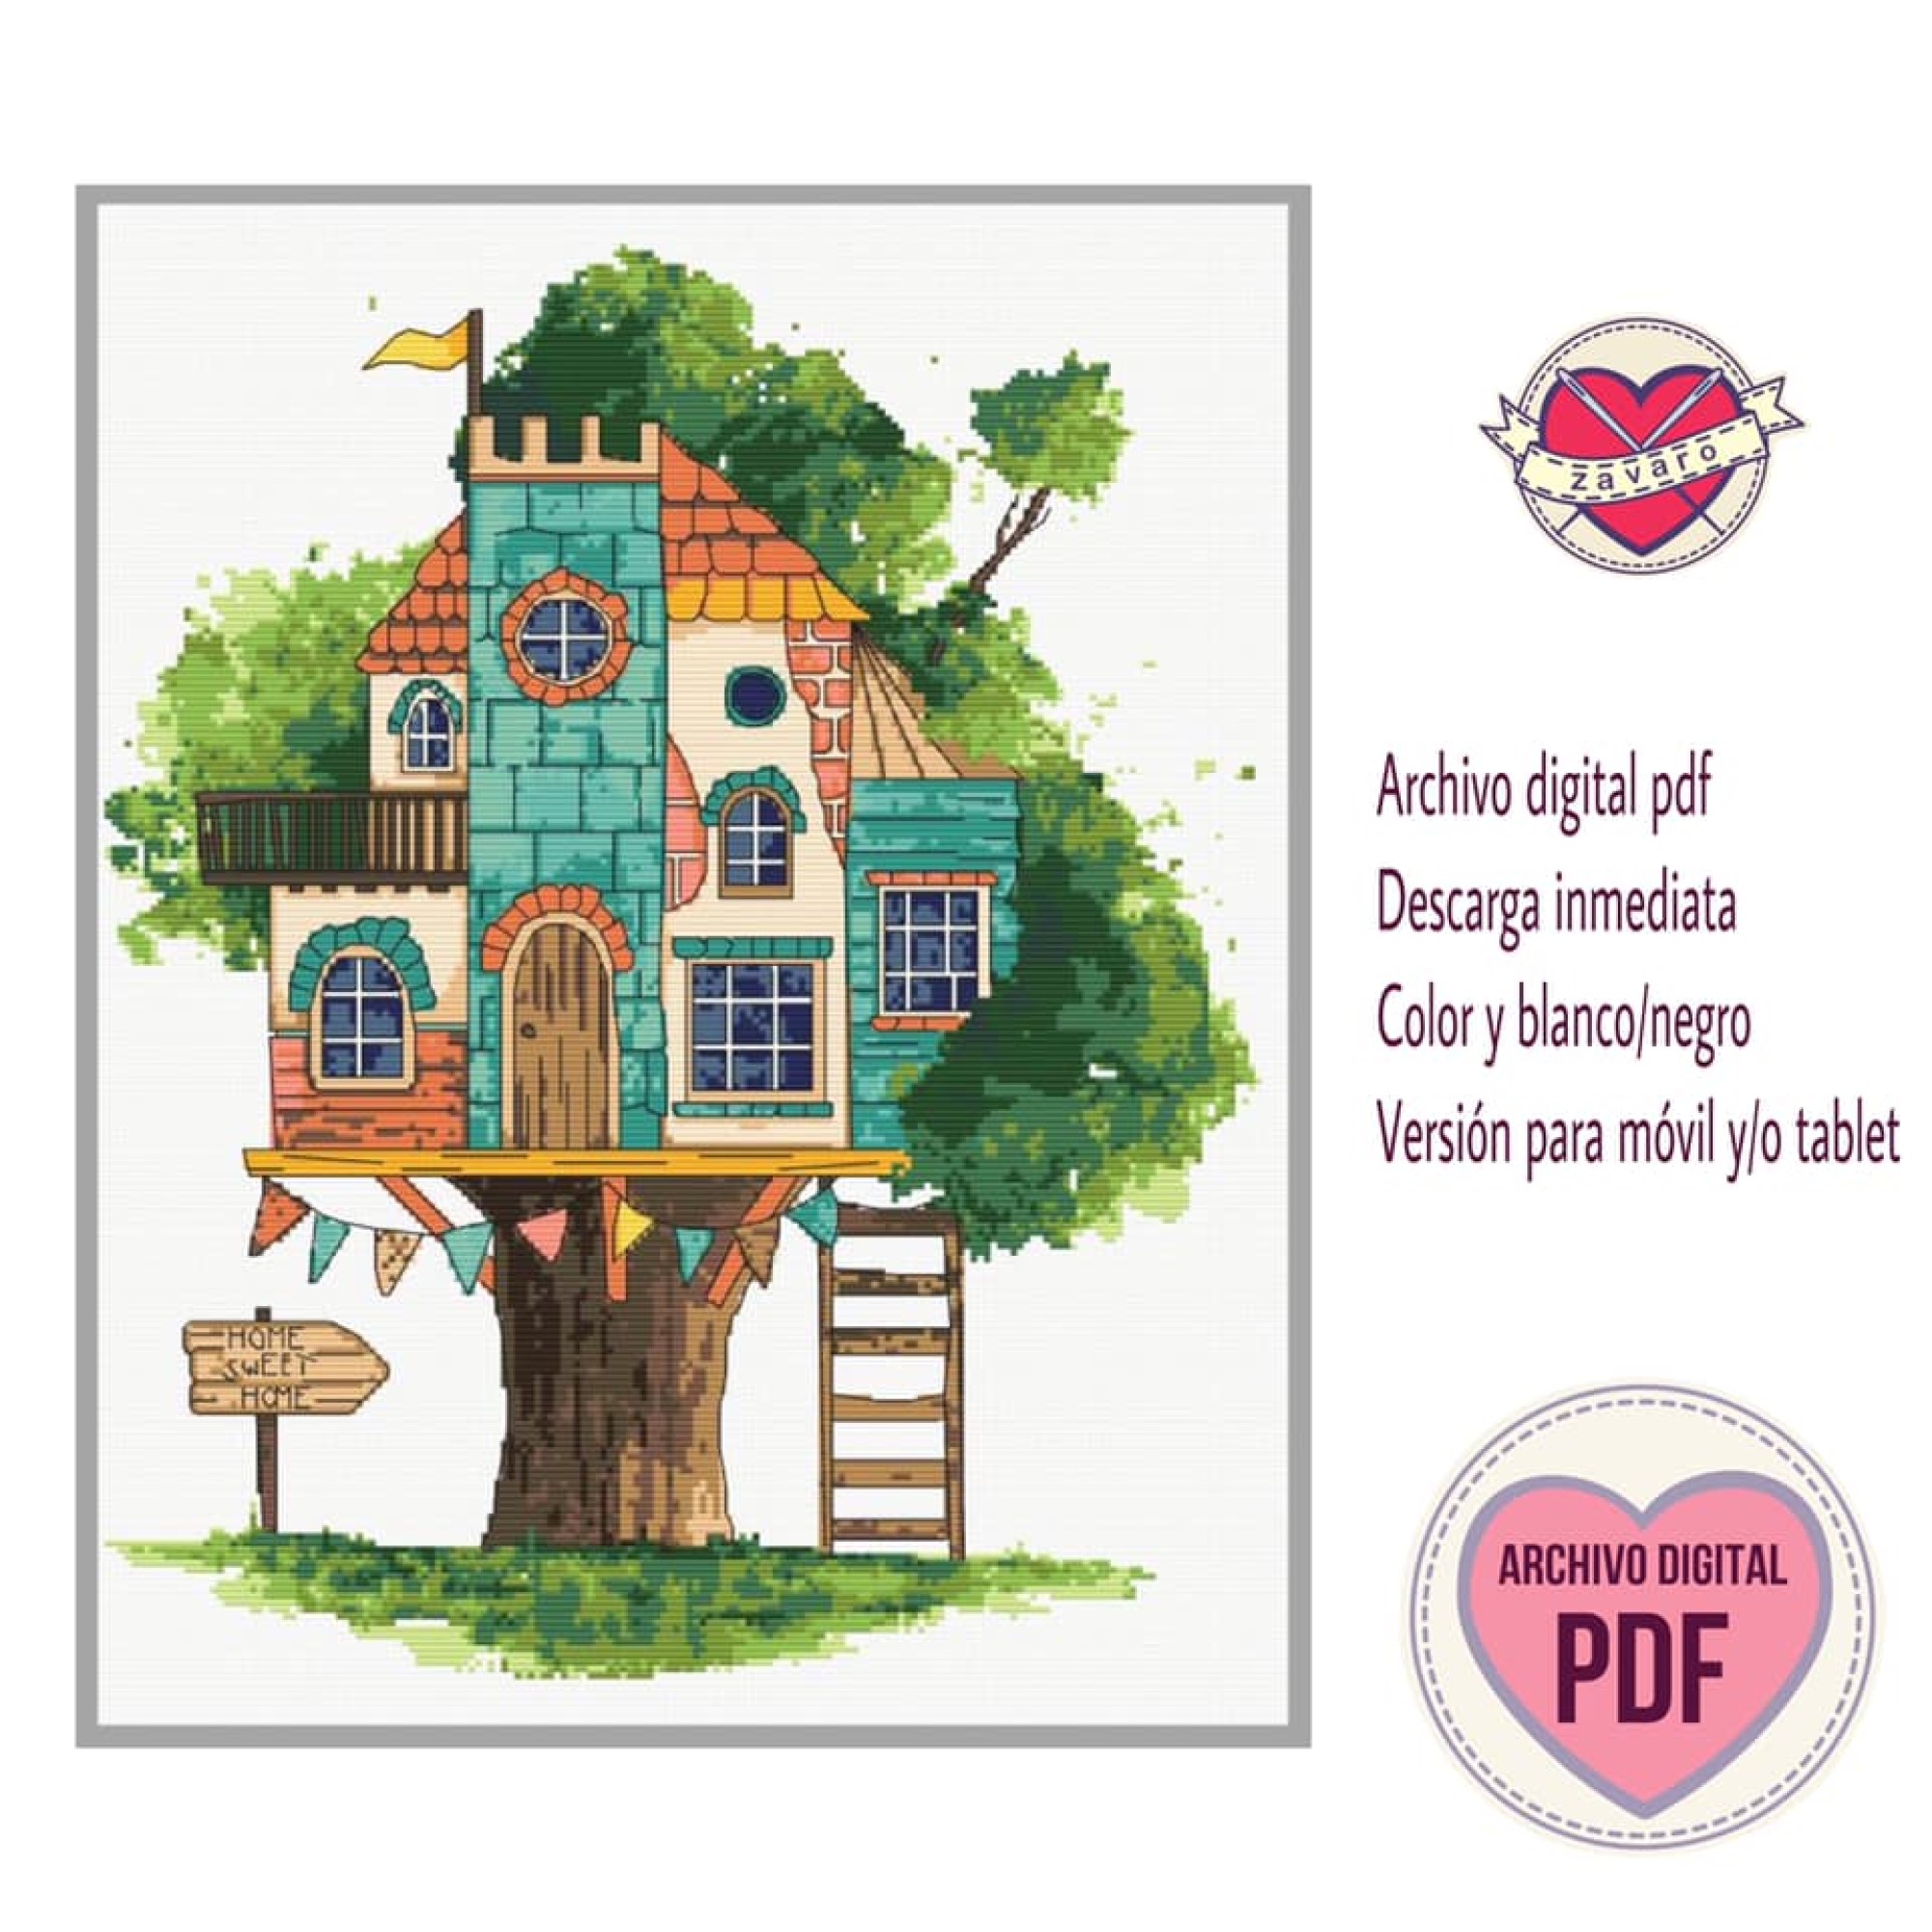 zavaro
Archivo digital pdf
Descarga inmediata
Color y blanco/negro
Versión para móvil y/o tablet
HOME
SWEET
HOME
ARCHIVO DIGITAL
PDF